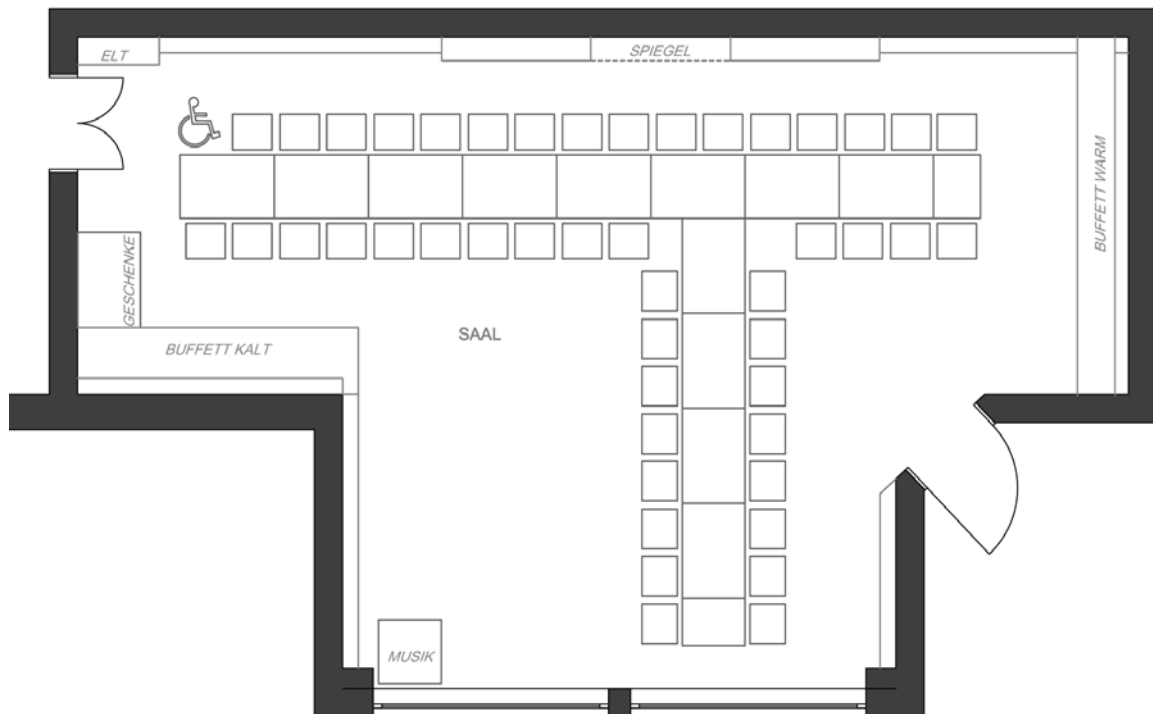 ELT
SPIEGEL
BUFFETT WARM
GESCHENKE
SAAL
BUFFETT KALT
MUSIK